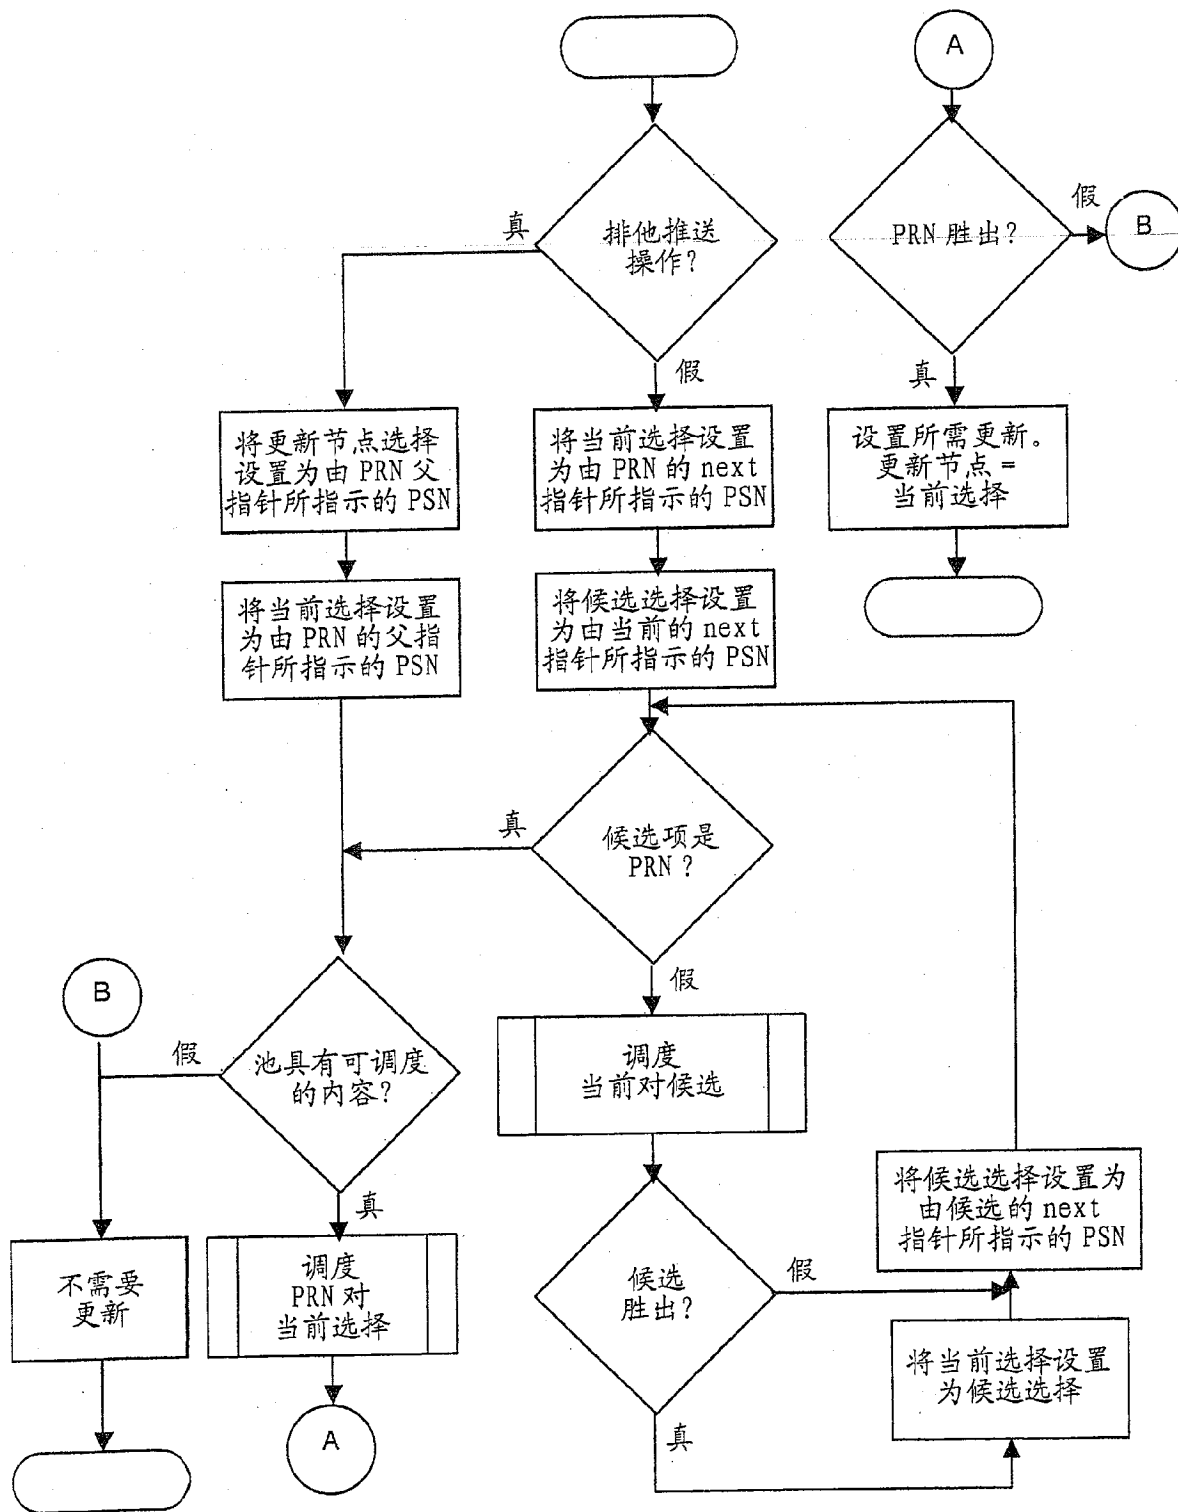 A
真
排他推送
操作?
PRN 胜出?
假
B
假
真
将更新节点选择
设置为由 PRN 父
指针所指示的 PSN
将当前选择设置
为由 PRN 的 next
指针所指示的 PSN
设置所需更新。
更新节点 =
当前选择
将当前选择设置
为由 PRN 的父指
针所指示的 PSN
将候选选择设置
为由当前的 next
指针所指示的 PSN
真
候选项是
PRN?
假
B
假
池具有可调度
的内容?
真
调度
当前对候选
将候选选择设置为
由候选的 next
指针所指示的 PSN
不需要
更新
调度
PRN 对
当前选择
候选
胜出?
假
将当前选择设置
为候选选择
真
A